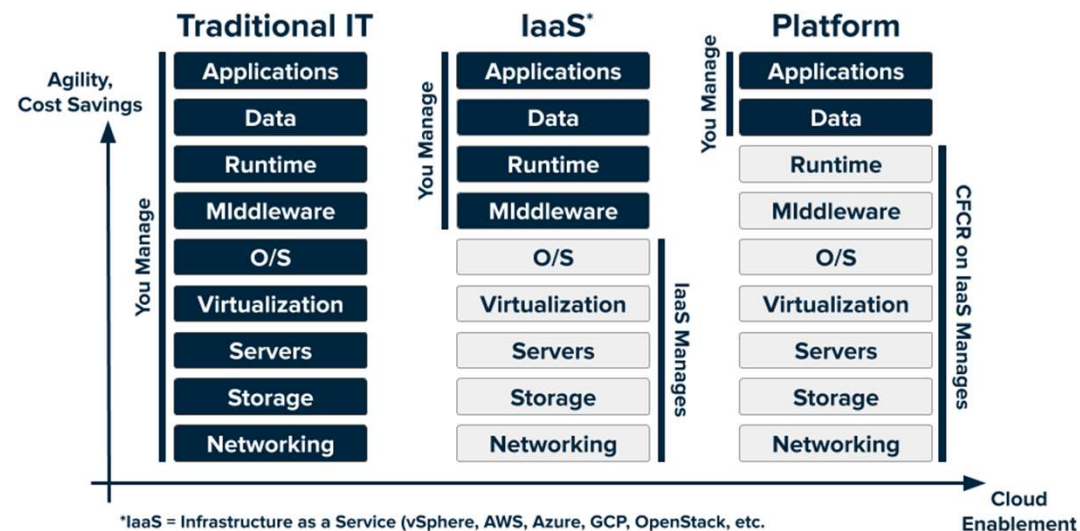 Traditional IT
IaaS*
Platform
Agility,
Cost Savings
You Manage
Applications
Data
Runtime
MIddleware
O/S
Virtualization
Servers
Storage
Networking
You Manage
Applications
Data
Runtime
MIddleware
O/S
Virtualization
Servers
Storage
Networking
IaaS Manages
You Manage
Applications
Data
Runtime
MIddleware
O/S
Virtualization
Servers
Storage
Networking
CFCR on IaaS Manages
Cloud
Enablement
*IaaS = Infrastructure as a Service (vSphere, AWS, Azure, GCP, OpenStack, etc.